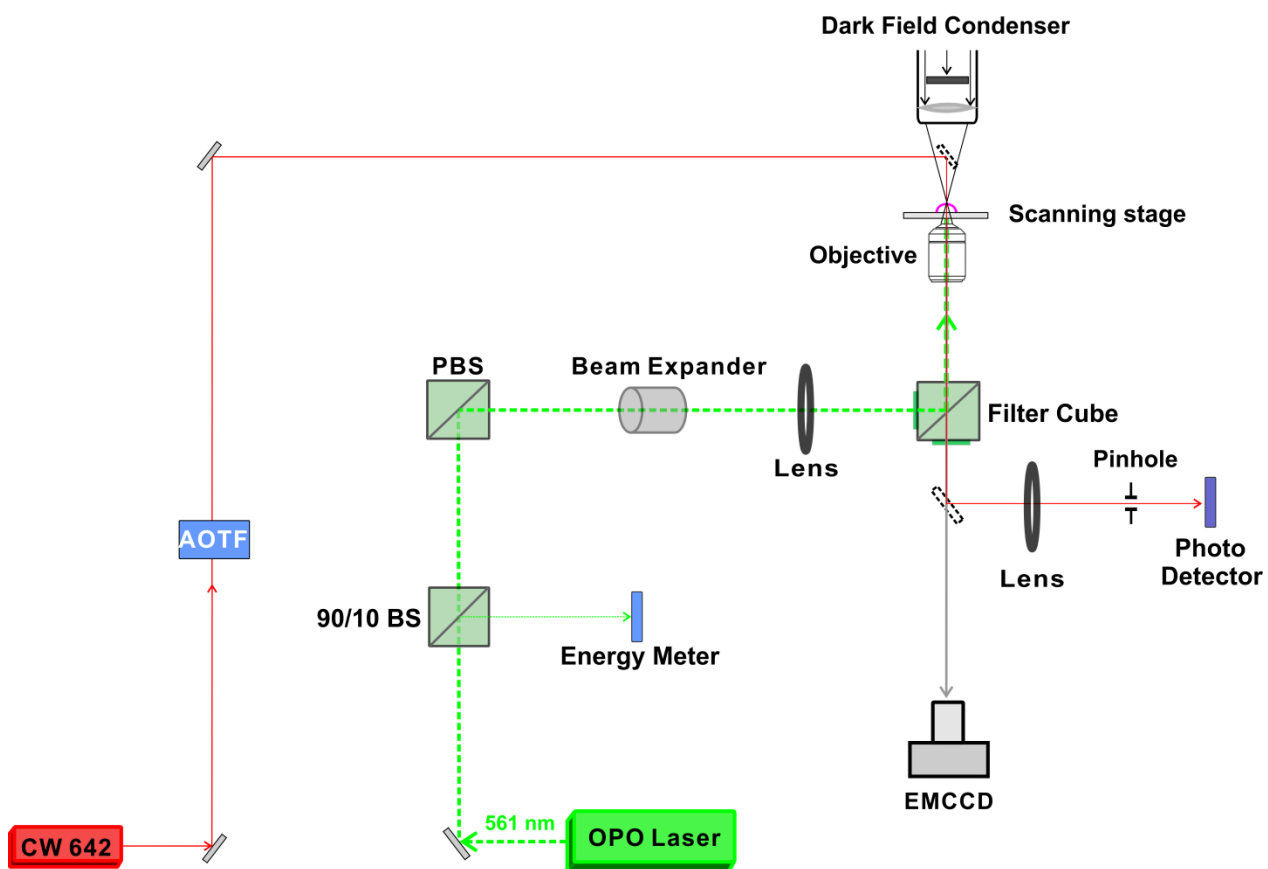 Dark Field Condenser
Scanning stage
Objective
PBS
Beam Expander
Filter Cube
Lens
Pinhole
AOTF
Photo
Detector
Lens
90/10 BS
Energy Meter
EMCCD
561 nm
OPO Laser
CW 642